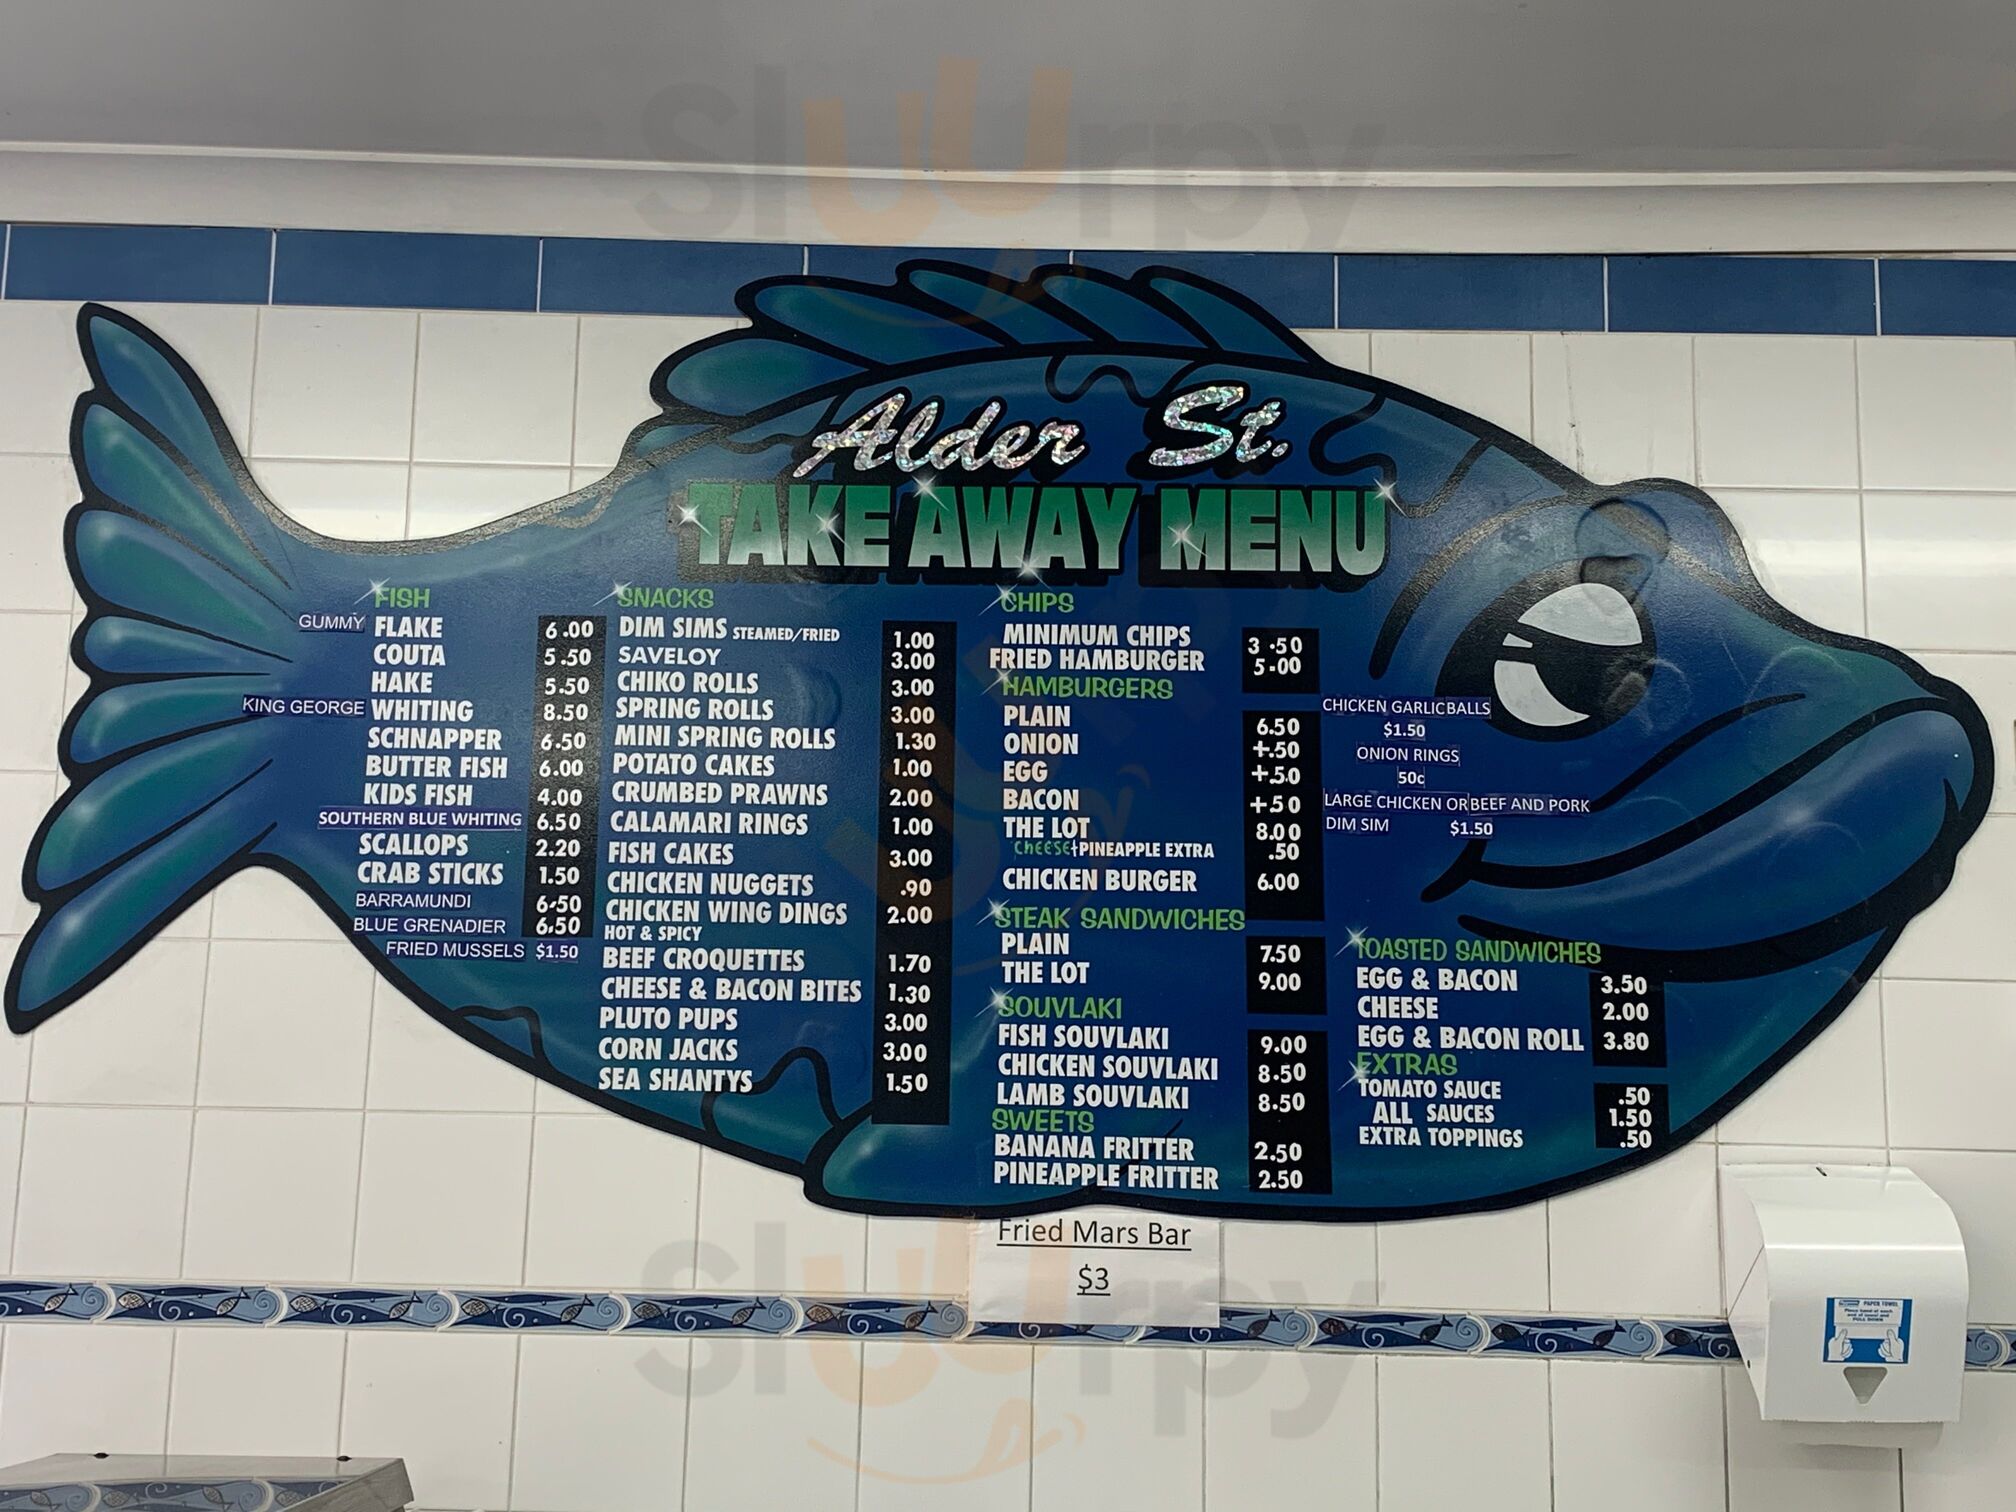 Sluurpy
Alder St.
TAKE AWAY MENU
FISH
GUMMY FLAKE 6.00
COUTA 5.50
HAKE 5.50
KING GEORGE WHITING 8.50
SCHNAPPER 6.50
BUTTER FISH 6.00
KIDS FISH 4.00
SOUTHERN BLUE WHITING 6.50
SCALLOPS 2.20
CRAB STICKS 1.50
BARRAMUNDI 6.50
BLUE GRENADIER 6.50
FRIED MUSSELS $1.50
SNACKS
DIM SIMS STEAMED/FRIED 1.00
SAVELOY 3.00
CHIKO ROLLS 3.00
SPRING ROLLS 3.00
MINI SPRING ROLLS 1.30
POTATO CAKES 1.00
CRUMBED PRAWNS 2.00
CALAMARI RINGS 1.00
FISH CAKES 3.00
CHICKEN NUGGETS .90
CHICKEN WING DINGS 2.00
HOT & SPICY
BEEF CROQUETTES 1.70
CHEESE & BACON BITES 1.30
PLUTO PUPS 3.00
CORN JACKS 3.00
SEA SHANTYS 1.50
CHIPS
MINIMUM CHIPS 3.50
FRIED HAMBURGER 5.00
HAMBURGERS
PLAIN 6.50
ONION +.50
EGG +.50
BACON +50
THE LOT 8.00
CHEESE+PINEAPPLE EXTRA .50
CHICKEN BURGER 6.00
STEAK SANDWICHES
PLAIN 7.50
THE LOT 9.00
SOUVLAKI
FISH SOUVLAKI 9.00
CHICKEN SOUVLAKI 8.50
LAMB SOUVLAKI 8.50
SWEETS
BANANA FRITTER 2.50
PINEAPPLE FRITTER 2.50
CHICKEN GARLIC BALLS
$1.50
ONION RINGS
50c
LARGE CHICKEN OR BEEF AND PORK
DIM SIM $1.50
TOASTED SANDWICHES
EGG & BACON 3.50
CHEESE 2.00
EGG & BACON ROLL 3.80
EXTRAS
TOMATO SAUCE .50
ALL SAUCES 1.50
EXTRA TOPPINGS .50
Fried Mars Bar
$3
PAPER TOWEL
PULL DOWN
Sluurpy